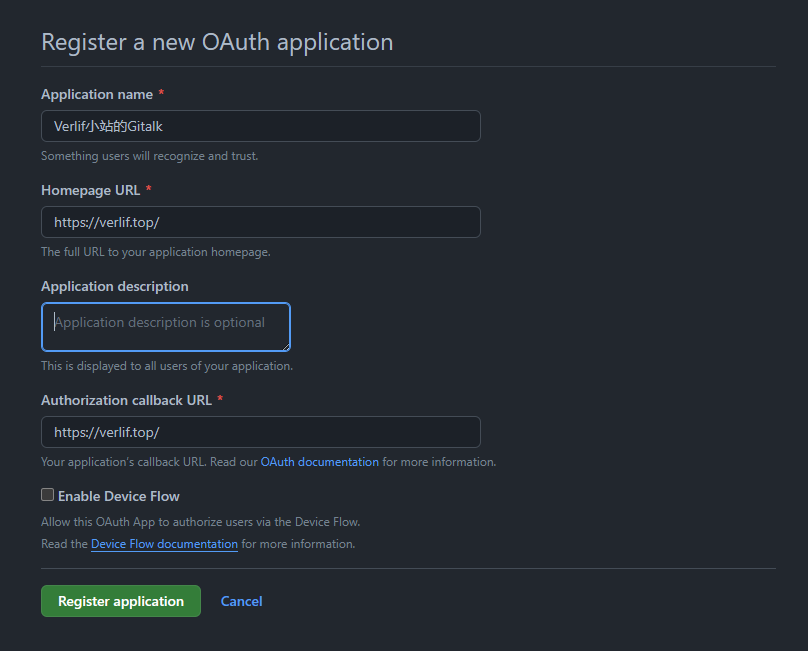 Register a new OAuth application
Application name *
Verlif小站的Gitalk
Something users will recognize and trust.
Homepage URL *
https://verlif.top/
The full URL to your application homepage.
Application description
Application description is optional
This is displayed to all users of your application.
Authorization callback URL *
https://verlif.top/
Your application's callback URL. Read our OAuth documentation for more information.
Enable Device Flow
Allow this OAuth App to authorize users via the Device Flow.
Read the Device Flow documentation for more information.
Register application Cancel